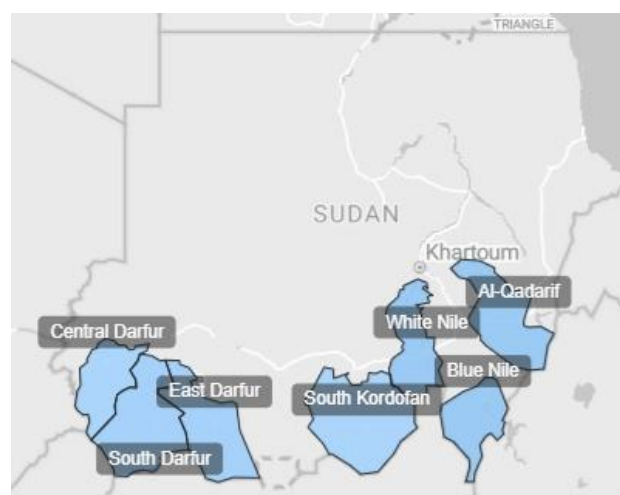 TRIANGLE
SUDAN
Khartoum
Al-Qadarif
White Nile
Central Darfur
Blue Nile
East Darfur
South Kordofan
South Darfur